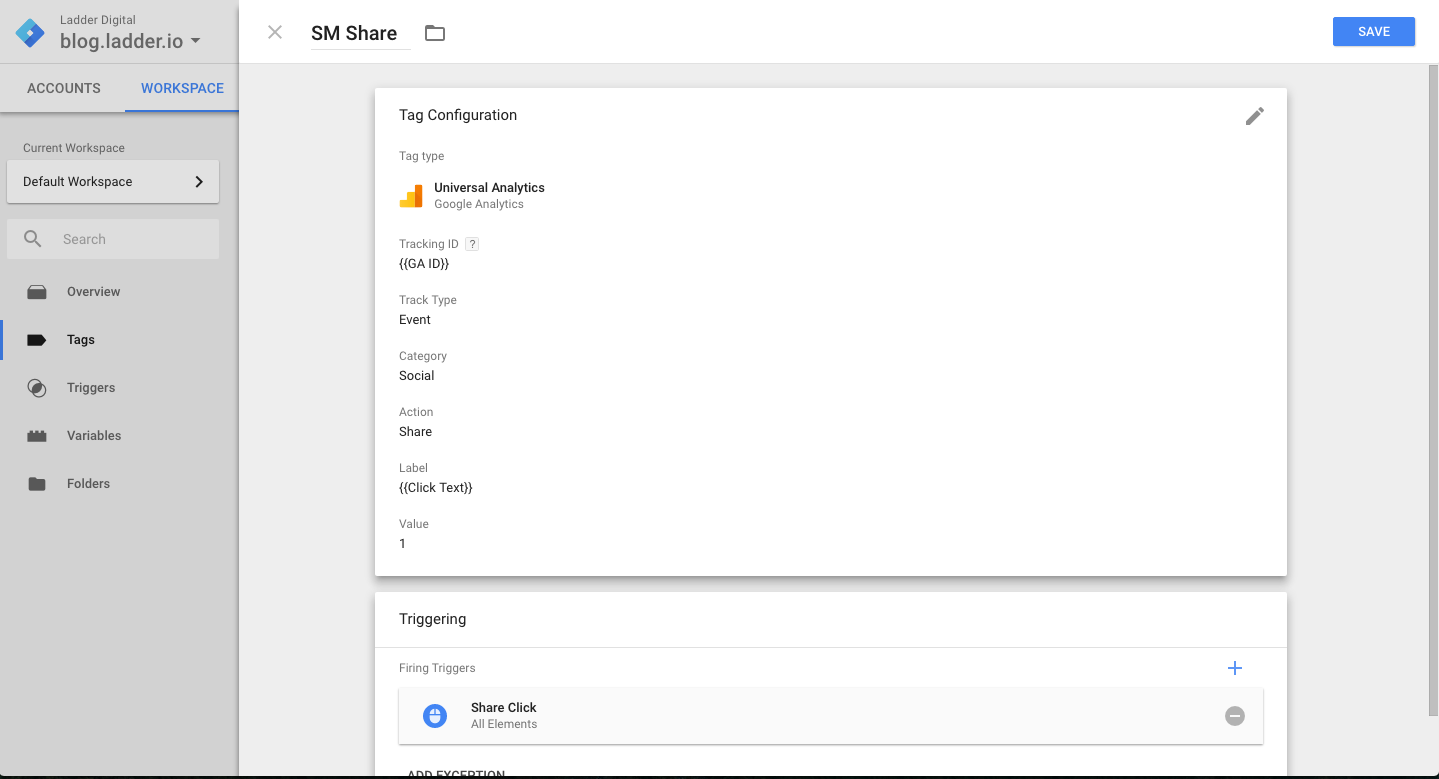 Ladder Digital
blog.ladder.io
ACCOUNTS
WORKSPACE
Current Workspace
Default Workspace
Search
Overview
Tags
Triggers
Variables
Folders
SM Share
SAVE
Tag Configuration
Tag type
Universal Analytics
Google Analytics
Tracking ID ?
{{GA ID}}
Track Type
Event
Category
Social
Action
Share
Label
{{Click Text}}
Value
1
Triggering
Firing Triggers
Share Click
All Elements
ADD EXCEPTION